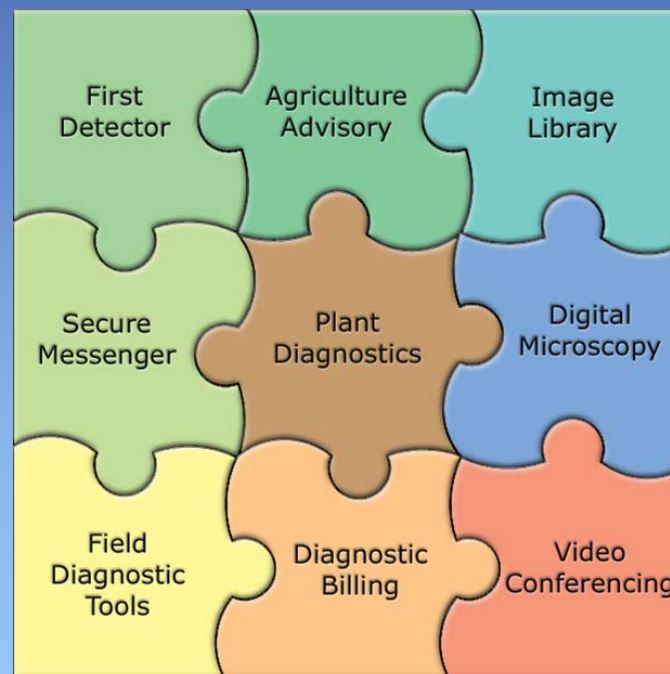 First
Detector
Agriculture
Advisory
Image
Library
Secure
Messenger
Plant
Diagnostics
Digital
Microscopy
Field
Diagnostic
Tools
Diagnostic
Billing
Video
Conferencing